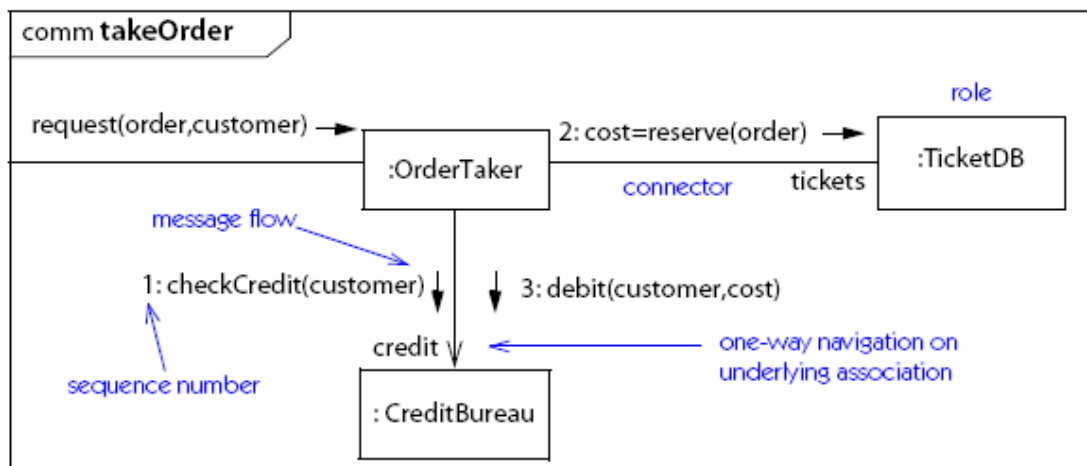 comm takeOrder
role
request(order,customer)
2: cost=reserve(order)
:OrderTaker
:TicketDB
connector
tickets
message flow
1: checkCredit(customer)
3: debit(customer,cost)
credit
one-way navigation on
underlying association
sequence number
: CreditBureau